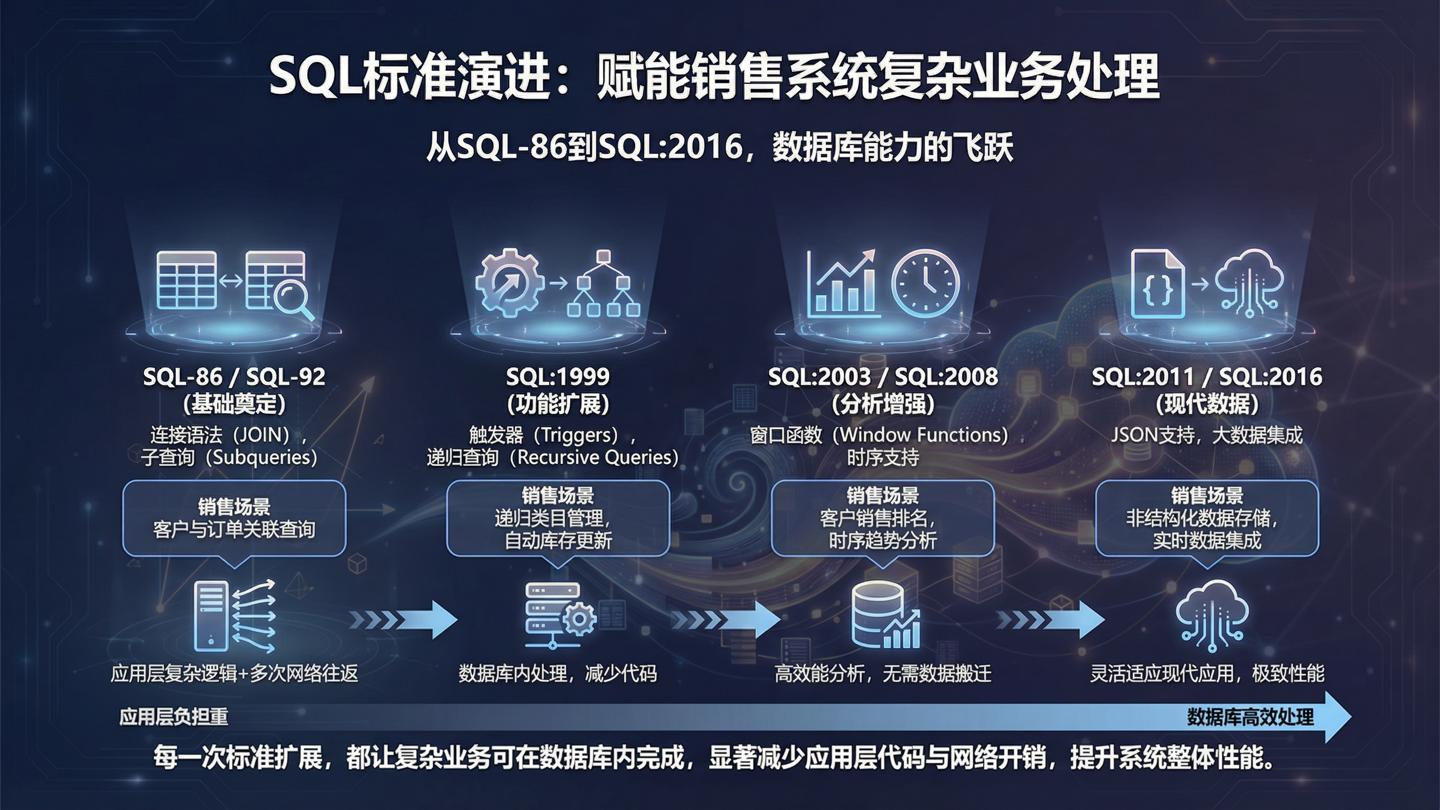 SQL标准演进：赋能销售系统复杂业务处理
从SQL-86到SQL:2016，数据库能力的飞跃
SQL-86 / SQL-92
（基础奠定）
连接语法（JOIN），
子查询（Subqueries）
销售场景
客户与订单关联查询
应用层复杂逻辑+多次网络往返
SQL:1999
（功能扩展）
触发器（Triggers），
递归查询（Recursive Queries）
销售场景
递归类目管理，
自动库存更新
数据库内处理，减少代码
SQL:2003 / SQL:2008
（分析增强）
窗口函数（Window Functions）
时序支持
销售场景
客户销售排名，
时序趋势分析
高效能分析，无需数据搬迁
SQL:2011 / SQL:2016
（现代数据）
JSON支持，大数据集成
销售场景
非结构化数据存储，
实时数据集成
灵活适应现代应用，极致性能
应用层负担重
数据库高效处理
每一次标准扩展，都让复杂业务可在数据库内完成，显著减少应用层代码与网络开销，提升系统整体性能。